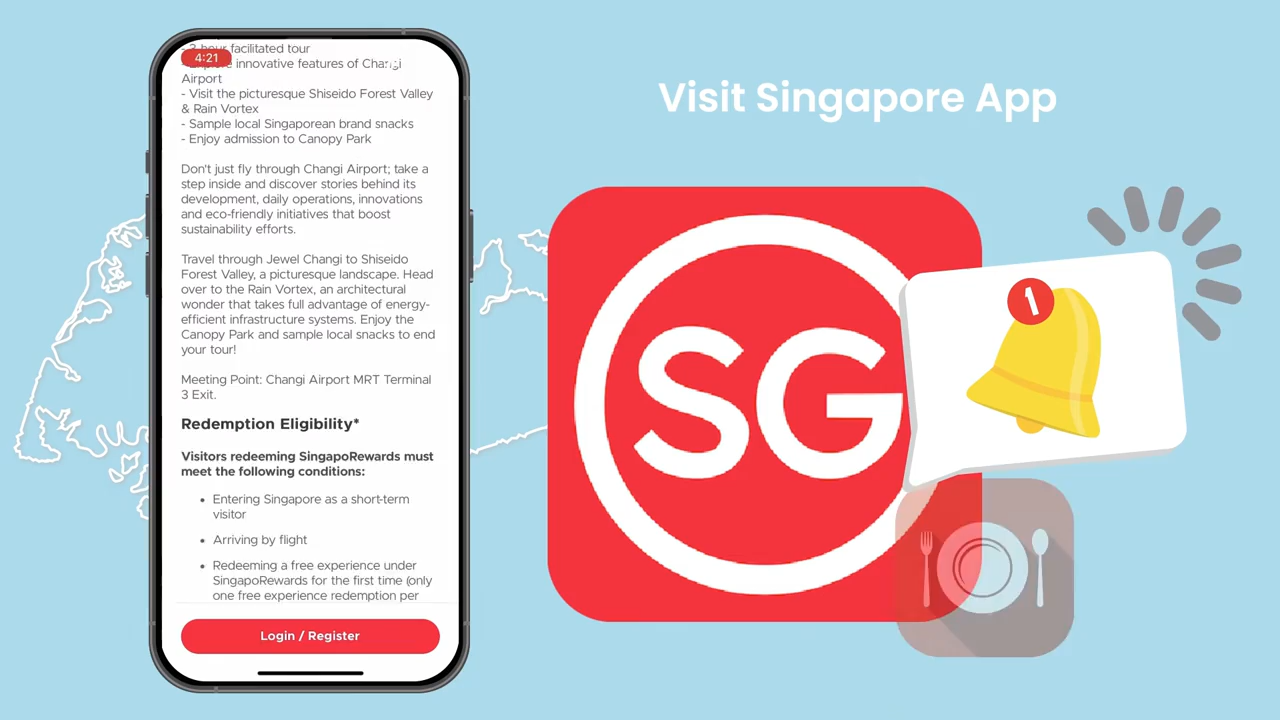 - 3-hour facilitated tour
4:21
- Explore innovative features of Changi
Airport
- Visit the picturesque Shiseido Forest Valley
& Rain Vortex
- Sample local Singaporean brand snacks
- Enjoy admission to Canopy Park
Don't just fly through Changi Airport; take a
step inside and discover stories behind its
development, daily operations, innovations
and eco-friendly initiatives that boost
sustainability efforts.
Travel through Jewel Changi to Shiseido
Forest Valley, a picturesque landscape. Head
over to the Rain Vortex, an architectural
wonder that takes full advantage of energy-
efficient infrastructure systems. Enjoy the
Canopy Park and sample local snacks to end
your tour!
Meeting Point: Changi Airport MRT Terminal
3 Exit.
Redemption Eligibility*
Visitors redeeming SingapoRewards must
meet the following conditions:
• Entering Singapore as a short-term
visitor
• Arriving by flight
• Redeeming a free experience under
SingapoRewards for the first time (only
one free experience redemption per
Login / Register
Visit Singapore App
SG
1